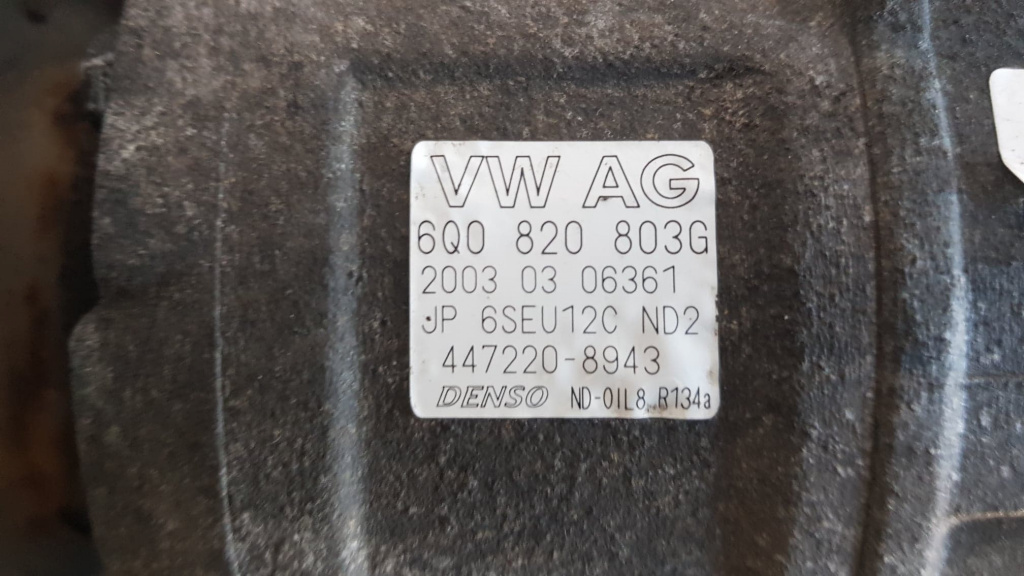 VW AG
6Q0 820 803G
2003 03 06361
JP 6SEU12C ND2
447220-8943
DENSO ND-OIL8, R134a